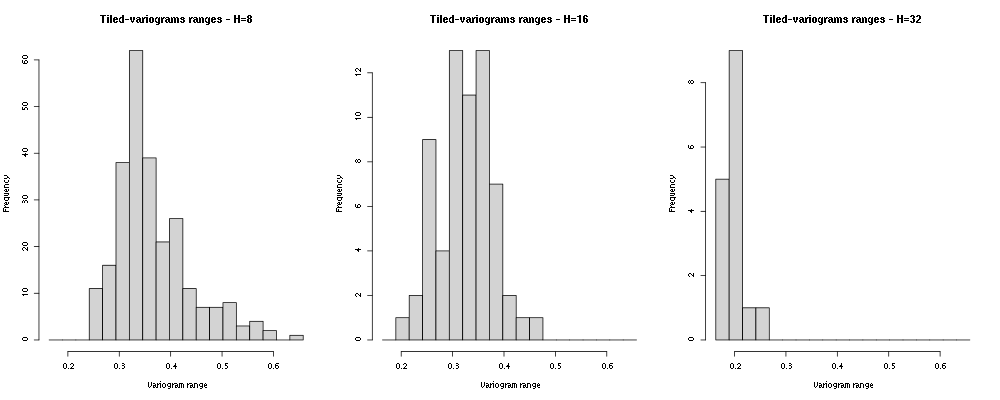 Tiled-variograms ranges - H=8
Frequency
0 10 20 30 40 50 60
0.2 0.3 0.4 0.5 0.6
Variogram range
Tiled-variograms ranges - H=16
Frequency
0 2 4 6 8 10 12
0.2 0.3 0.4 0.5 0.6
Variogram range
Tiled-variograms ranges - H=32
Frequency
0 2 4 6 8
0.2 0.3 0.4 0.5 0.6
Variogram range